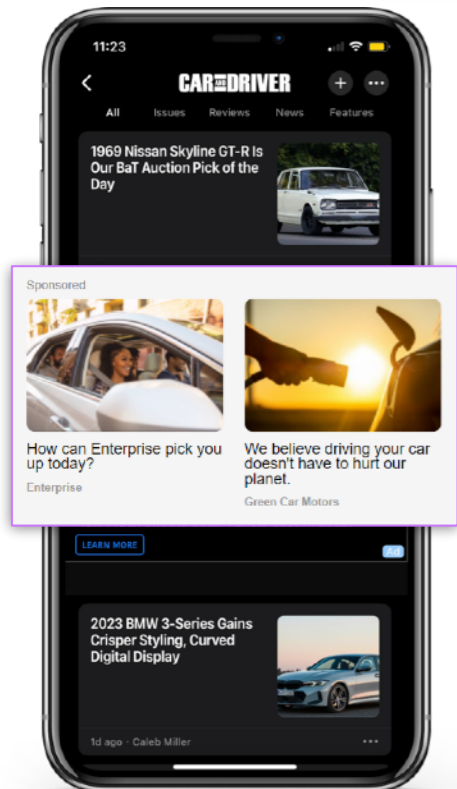 11:23
CAR AND DRIVER
All Issues Reviews News Features
1969 Nissan Skyline GT-R Is
Our BaT Auction Pick of the
Day
Sponsored
How can Enterprise pick you
up today?
Enterprise
We believe driving your car
doesn't have to hurt our
planet.
Green Car Motors
LEARN MORE
Ad
2023 BMW 3-Series Gains
Crisper Styling, Curved
Digital Display
1d ago · Caleb Miller